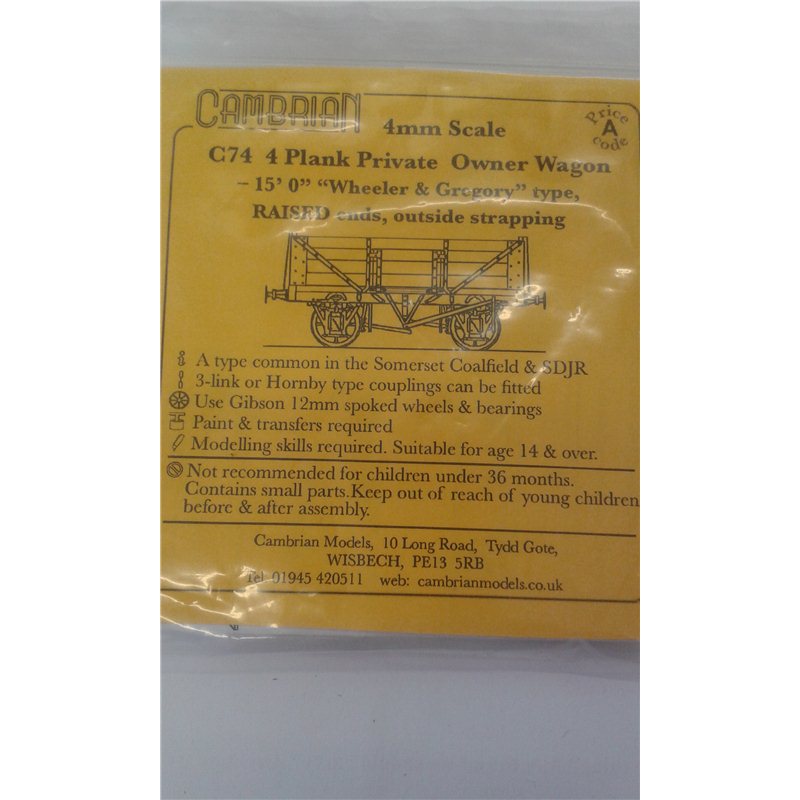 CAMBRIAN
4mm Scale
Price A code
C74 4 Plank Private Owner Wagon
– 15' 0" "Wheeler & Gregory" type,
RAISED ends, outside strapping
A type common in the Somerset Coalfield & SDJR
3-link or Hornby type couplings can be fitted
Use Gibson 12mm spoked wheels & bearings
Paint & transfers required
Modelling skills required. Suitable for age 14 & over.
Not recommended for children under 36 months.
Contains small parts.Keep out of reach of young children
before & after assembly.
Cambrian Models, 10 Long Road, Tydd Gote,
WISBECH, PE13 5RB
Tel 01945 420511 web: cambrianmodels.co.uk